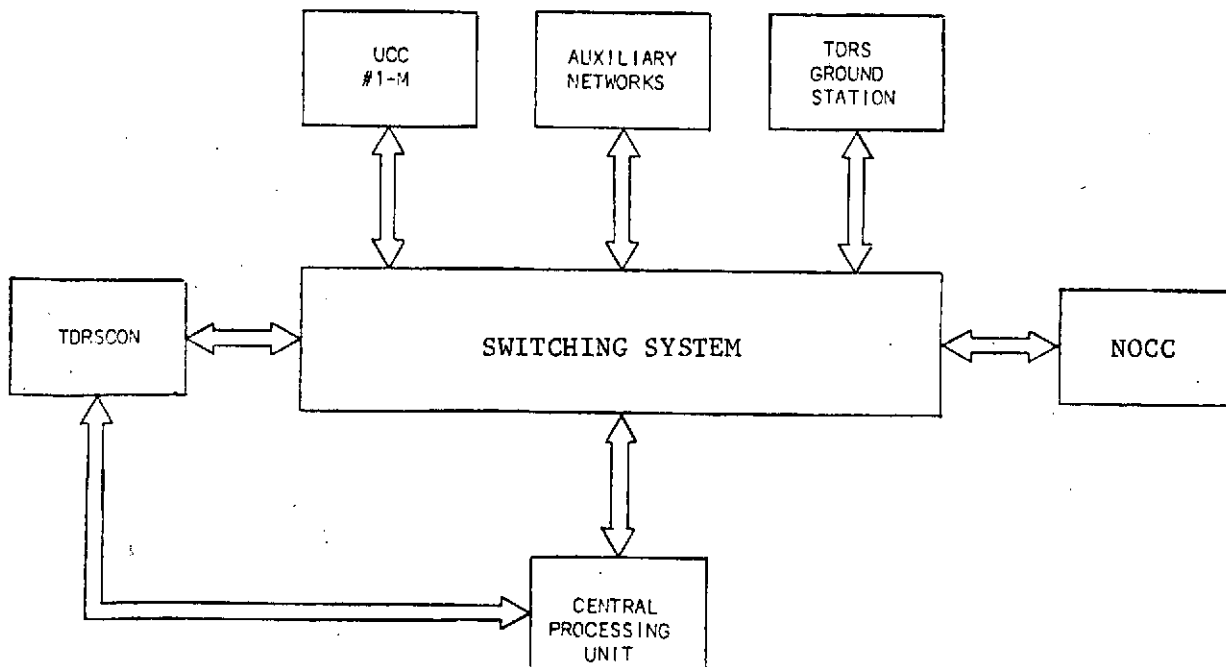 UCC
#1-M
AUXILIARY
NETWORKS
TDRS
GROUND
STATION
TDRSCON
SWITCHING SYSTEM
NOCC
CENTRAL
PROCESSING
UNIT